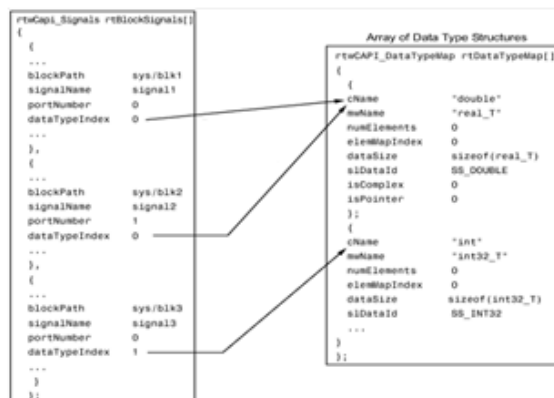 rtwCapi_Signals rtBlockSignals[]
{
{
...
blockPath sys/blk1
signalName signal1
portNumber 0
dataTypeIndex 0
...
},
{
...
blockPath sys/blk2
signalName signal2
portNumber 1
dataTypeIndex 0
...
},
{
...
blockPath sys/blk3
signalName signal3
portNumber 0
dataTypeIndex 1
...
}
};
Array of Data Type Structures
rtwCAPI_DataTypeMap rtDataTypeMap[]
{
{
cName "double"
mwName "real_T"
numElements 0
elemMapIndex 0
dataSize sizeof(real_T)
slDataId SS_DOUBLE
isComplex 0
isPointer 0
};
{
cName "int"
mwName "int32_T"
numElements 0
elemMapIndex 0
dataSize sizeof(int32_T)
slDataId SS_INT32
...
}
};